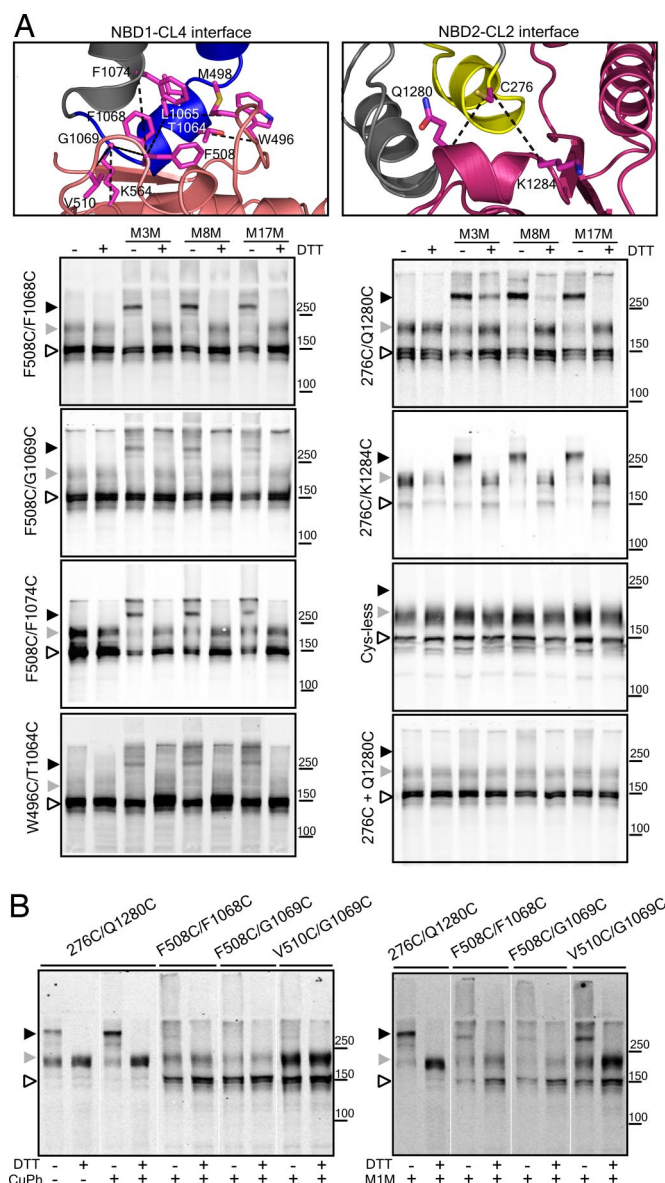 A
NBD1-CL4 interface
F1074
M498
F1068
L1065
T1064
G1069
W496
F508
K564
V510
NBD2-CL2 interface
Q1280
C276
K1284
M3M M8M M17M
- + - + - + - + DTT
F508C/F1068C
250
150
100
F508C/G1069C
250
150
100
F508C/F1074C
250
150
100
W496C/T1064C
250
150
100
M3M M8M M17M
- + - + - + - + DTT
276C/Q1280C
250
150
100
276C/K1284C
250
150
100
Cys-less
250
150
100
276C + Q1280C
250
150
100
B
276C/Q1280C
F508C/F1068C
F508C/G1069C
V510C/G1069C
250
150
100
DTT - + - + - + - + - +
CuPh - - + + + + + + + +
276C/Q1280C
F508C/F1068C
F508C/G1069C
V510C/G1069C
250
150
100
DTT - + - + - + - +
M1M + + + + + + + +